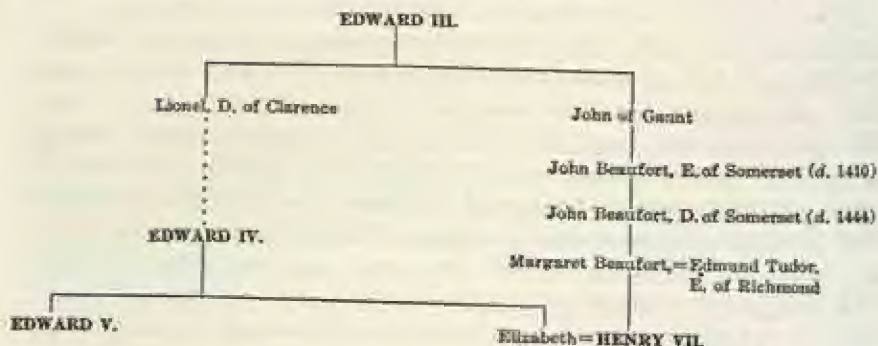 EDWARD III.
Lionel, D. of Clarence
John of Gaunt
John Beaufort, E. of Somerset (d. 1410)
John Beaufort, D. of Somerset (d. 1444)
EDWARD IV.
Margaret Beaufort,=Edmund Tudor,
E. of Richmond
EDWARD V.
Elizabeth=HENRY VII.